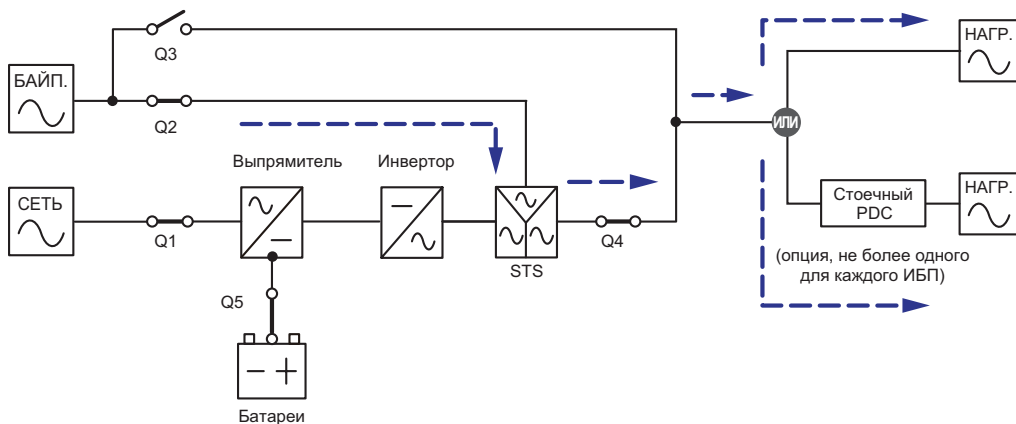 НАГР.
Q3
БАЙП.
Q2
ИЛИ
Выпрямитель
Инвертор
СЕТЬ
Q1
STS
Q4
Стоечный
PDC
НАГР.
(опция, не более одного
для каждого ИБП)
Q5
Батареи